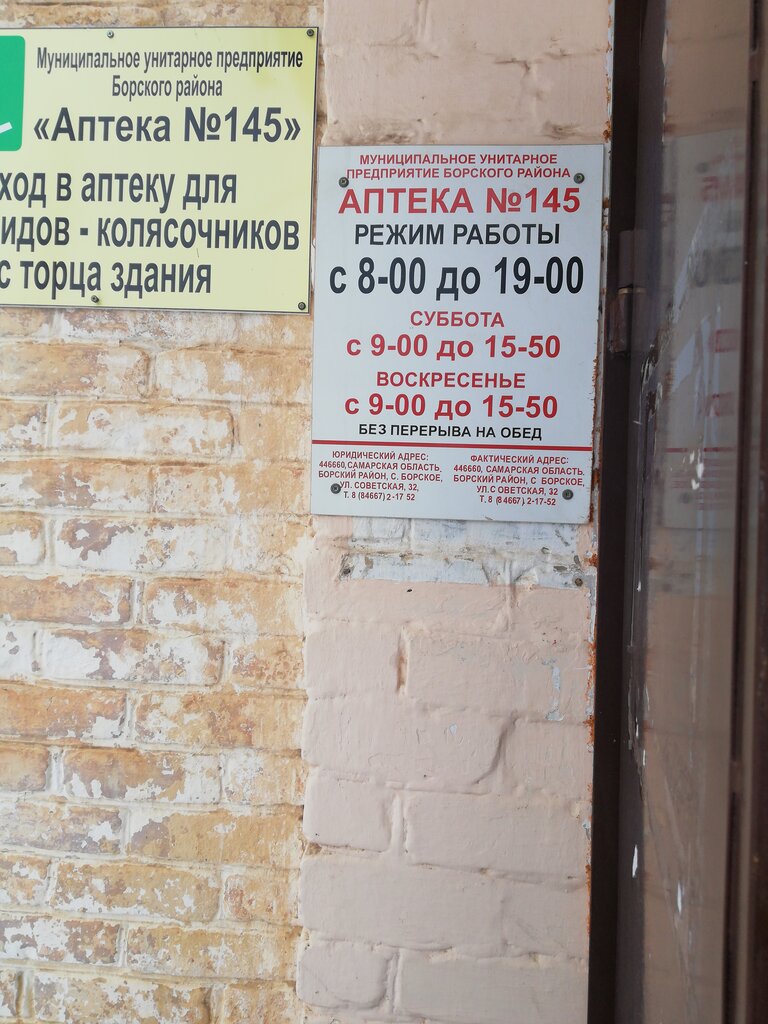 Муниципальное унитарное предприятие
Борского района
«Аптека №145»
ход в аптеку для
идов - колясочников
с торца здания
МУНИЦИПАЛЬНОЕ УНИТАРНОЕ
ПРЕДПРИЯТИЕ БОРСКОГО РАЙОНА
АПТЕКА №145
РЕЖИМ РАБОТЫ
с 8-00 до 19-00
СУББОТА
с 9-00 до 15-50
ВОСКРЕСЕНЬЕ
с 9-00 до 15-50
БЕЗ ПЕРЕРЫВА НА ОБЕД
ЮРИДИЧЕСКИЙ АДРЕС:
446660,САМАРСКАЯ ОБЛАСТЬ,
БОРСКИЙ РАЙОН, С. БОРСКОЕ,
УЛ. СОВЕТСКАЯ, 32,
Т. 8 (84667) 2-17 52
ФАКТИЧЕСКИЙ АДРЕС:
446660, САМАРСКАЯ ОБЛАСТЬ.
БОРСКИЙ РАЙОН, С БОРСКОЕ,
УЛ.С ОВЕТСКАЯ, 32
Т. 8 (8 4667) 2-17-52